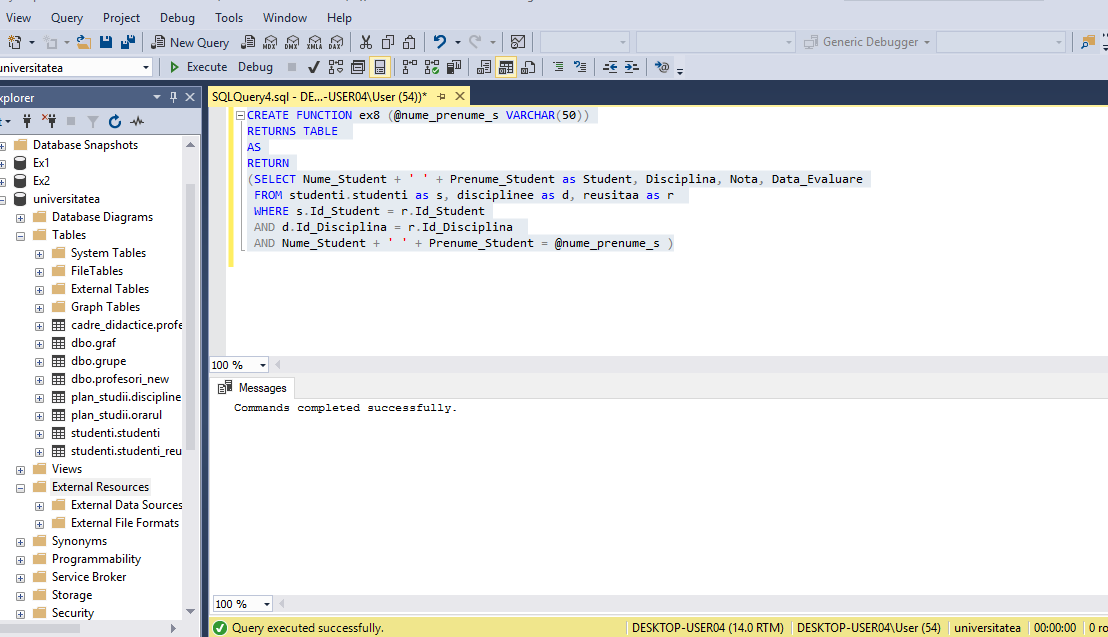 View Query Project Debug Tools Window Help
New Query MDX DMX XMLA DAX Generic Debugger
universitatea Execute Debug
xplorer SQLQuery4.sql - DE...-USER04\User (54))*
CREATE FUNCTION ex8 (@nume_prenume_s VARCHAR(50))
RETURNS TABLE
AS
RETURN
(SELECT Nume_Student + ' ' + Prenume_Student as Student, Disciplina, Nota, Data_Evaluare
FROM studenti.studenti as s, disciplinee as d, reusitaa as r
WHERE s.Id_Student = r.Id_Student
AND d.Id_Disciplina = r.Id_Disciplina
AND Nume_Student + ' ' + Prenume_Student = @nume_prenume_s )
Database Snapshots
Ex1
Ex2
universitatea
Database Diagrams
Tables
System Tables
FileTables
External Tables
Graph Tables
cadre_didactice.profe
dbo.graf
dbo.grupe
dbo.profesori_new
plan_studii.discipline
plan_studii.orarul
studenti.studenti
studenti.studenti_reu
Views
External Resources
External Data Sources
External File Formats
Synonyms
Programmability
Service Broker
Storage
Security
100 %
Messages
Commands completed successfully.
100 %
Query executed successfully. DESKTOP-USER04 (14.0 RTM) DESKTOP-USER04\User (54) universitatea 00:00:00 0 ro